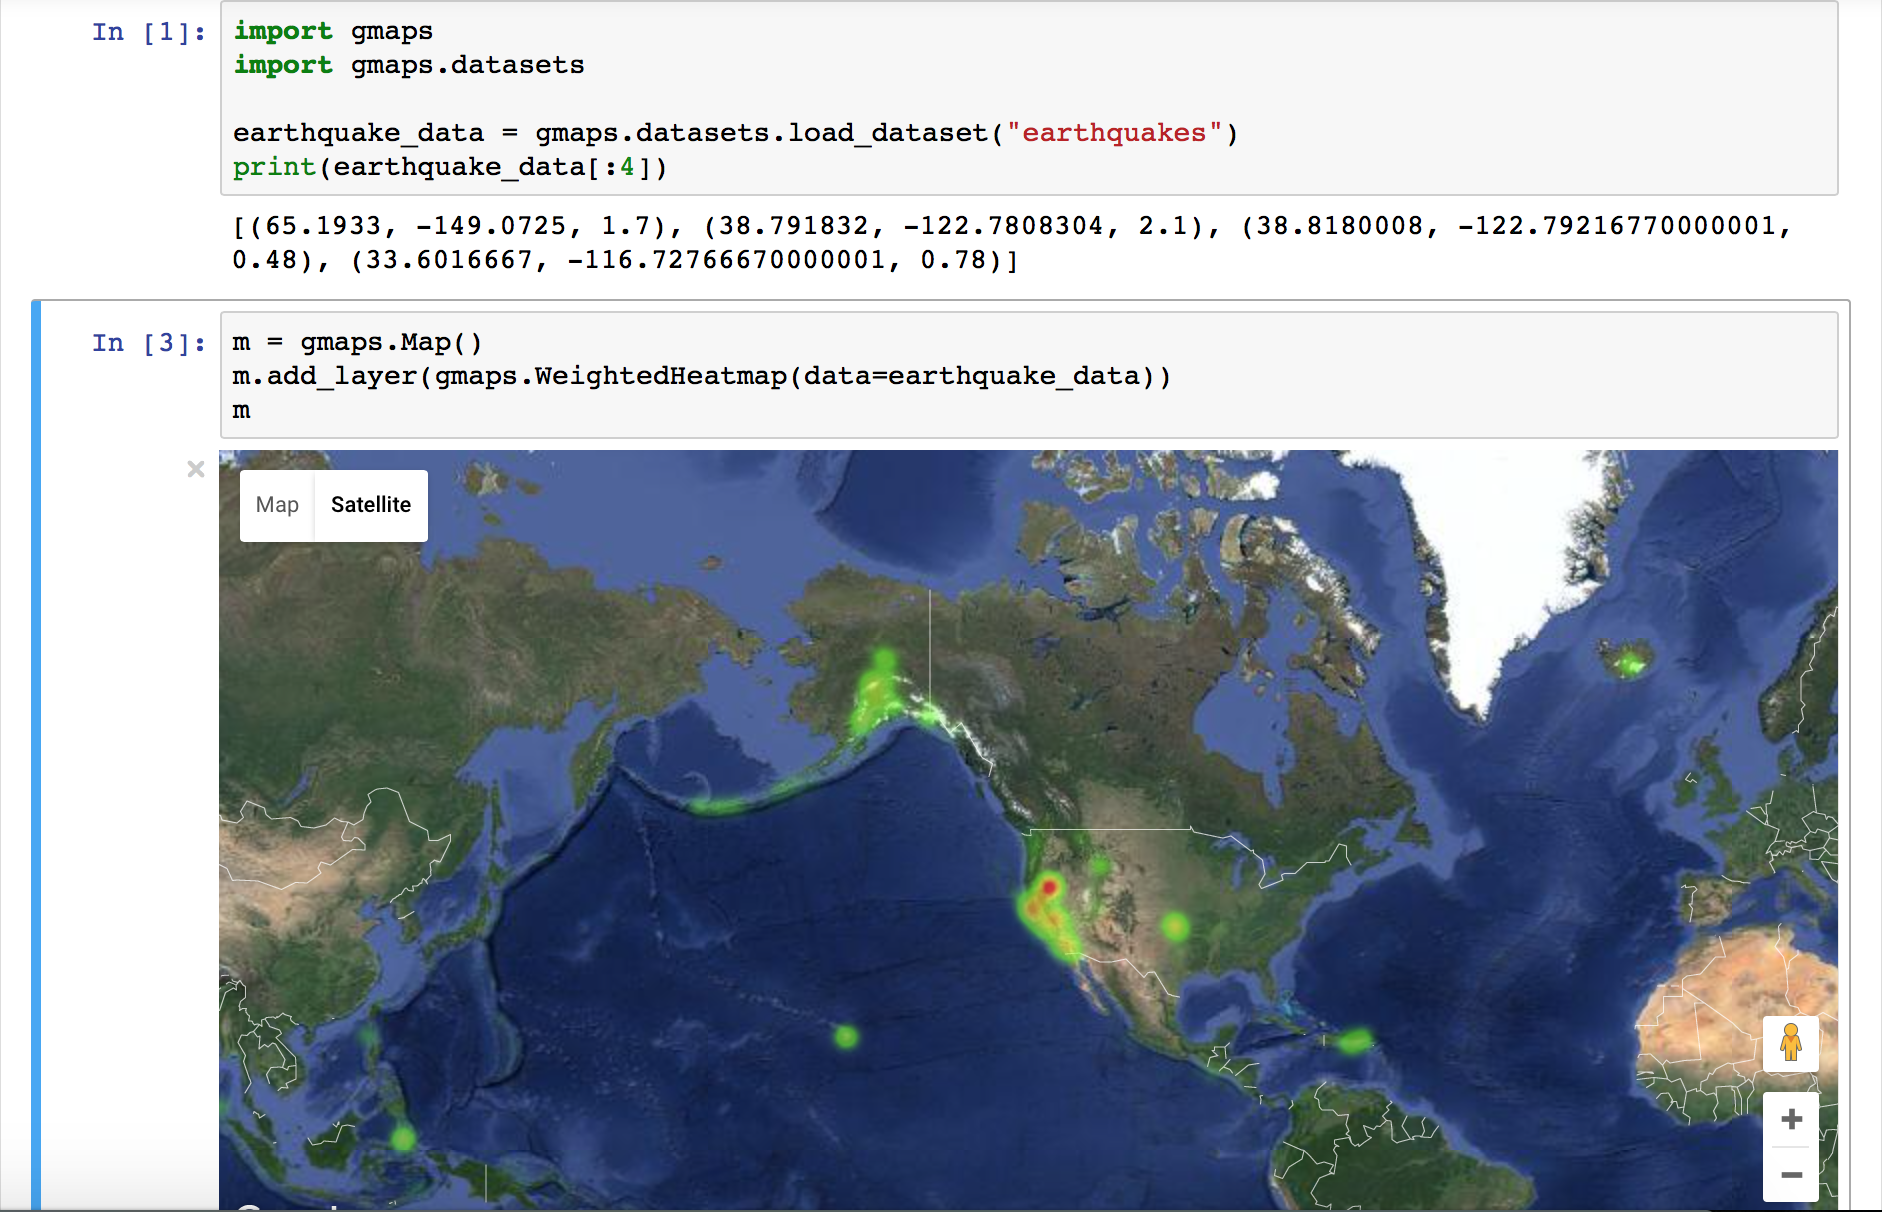 In [1]:
import gmaps
import gmaps.datasets
earthquake_data = gmaps.datasets.load_dataset("earthquakes")
print(earthquake_data[:4])
[(65.1933, -149.0725, 1.7), (38.791832, -122.7808304, 2.1), (38.8180008, -122.79216770000001,
0.48), (33.6016667, -116.72766670000001, 0.78)]
In [3]:
m = gmaps.Map()
m.add_layer(gmaps.WeightedHeatmap(data=earthquake_data))
m
Map Satellite